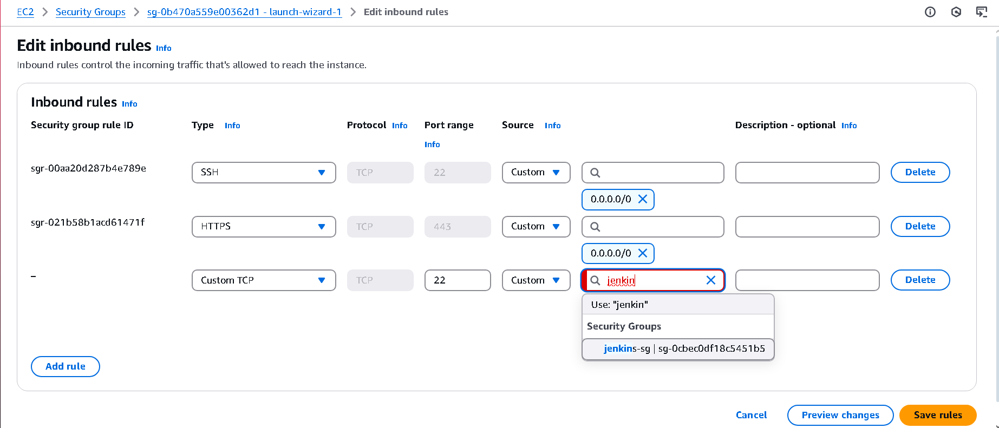 EC2 > Security Groups > sg-0b470a559e00362d1 - launch-wizard-1 > Edit inbound rules
Edit inbound rules Info
Inbound rules control the incoming traffic that's allowed to reach the instance.
Inbound rules Info
Security group rule ID Type Info Protocol Info Port range Info Source Info Description - optional Info
sgr-00aa20d287b4e789e SSH TCP 22 Custom Delete
0.0.0.0/0
sgr-021b58b1acd61471f HTTPS TCP 443 Custom Delete
0.0.0.0/0
– Custom TCP TCP 22 Custom jenkin Delete
Use: "jenkin"
Security Groups
jenkins-sg | sg-0cbec0df18c5451b5
Add rule
Cancel Preview changes Save rules